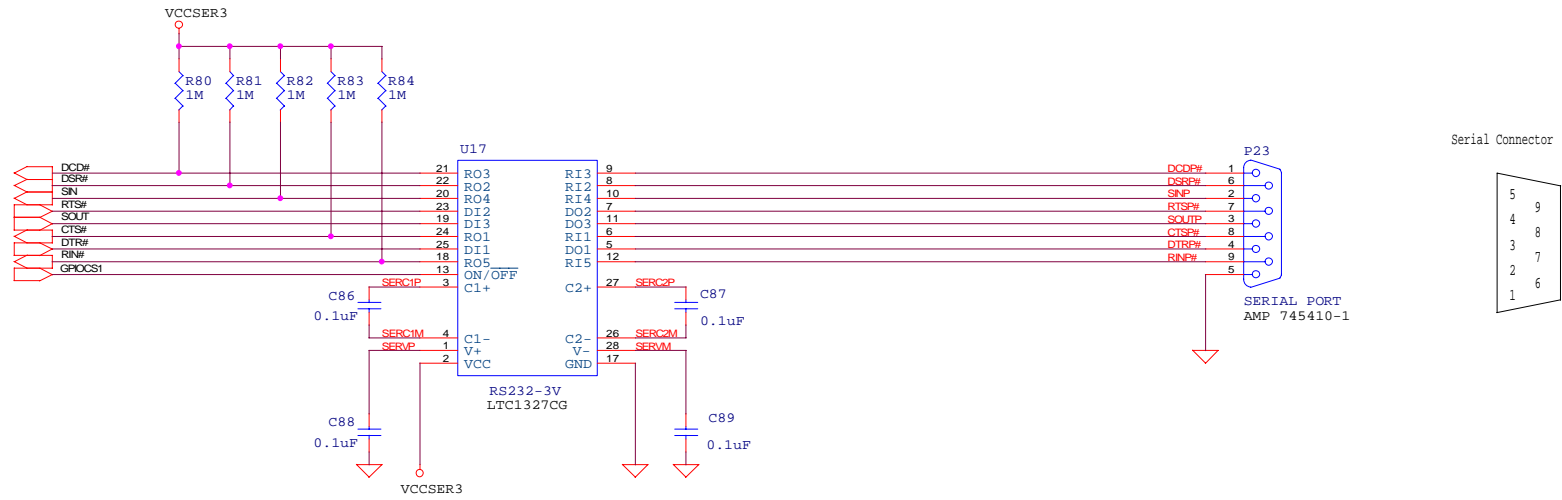 VCCSER3
R80 R81 R82 R83 R84
1M 1M 1M 1M 1M
U17
P23
Serial Connector
DCD# 21 RO3 RI3 9 DCDP# 1
DSR# 22 RO2 RI2 8 DSRP# 6
SIN 20 RO4 RI4 10 SINP 2
RTS# 23 DI2 DO2 7 RTSP# 7
SOUT 19 DI3 DO3 11 SOUTP 3
CTS# 24 RO1 RI1 6 CTSP# 8
DTR# 25 DI1 DO1 5 DTRP# 4
RIN# 18 RO5 RI5 12 RINP# 9
GPIOCS1 13 ON/OFF 5
SERC1P 3 C1+ C2+ 27 SERC2P
C86 C87
0.1uF 0.1uF
SERC1M 4 C1- C2- 26 SERC2M
SERVP 1 V+ V- 28 SERVM
2 VCC GND 17
SERIAL PORT
AMP 745410-1
5
9
4
8
3
7
2
6
1
RS232-3V
LTC1327CG
C88 C89
0.1uF 0.1uF
VCCSER3